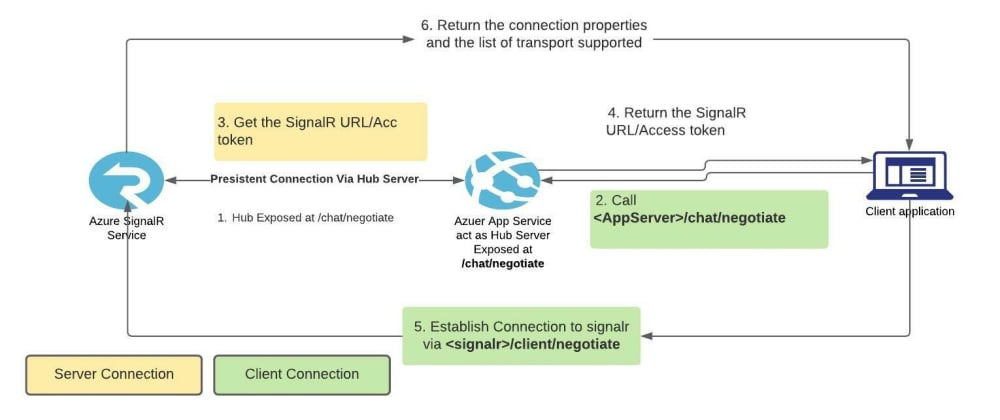 6. Return the connection properties
and the list of transport supported
3. Get the SignalR URL/Acc
token
4. Return the SignalR
URL/Access token
Presistent Connection Via Hub Server
1. Hub Exposed at /chat/negotiate
Azure SignalR
Service
Azuer App Service
act as Hub Server
Exposed at
/chat/negotiate
2. Call
<AppServer>/chat/negotiate
Client application
5. Establish Connection to signalr
via <signalr>/client/negotiate
Server Connection
Client Connection